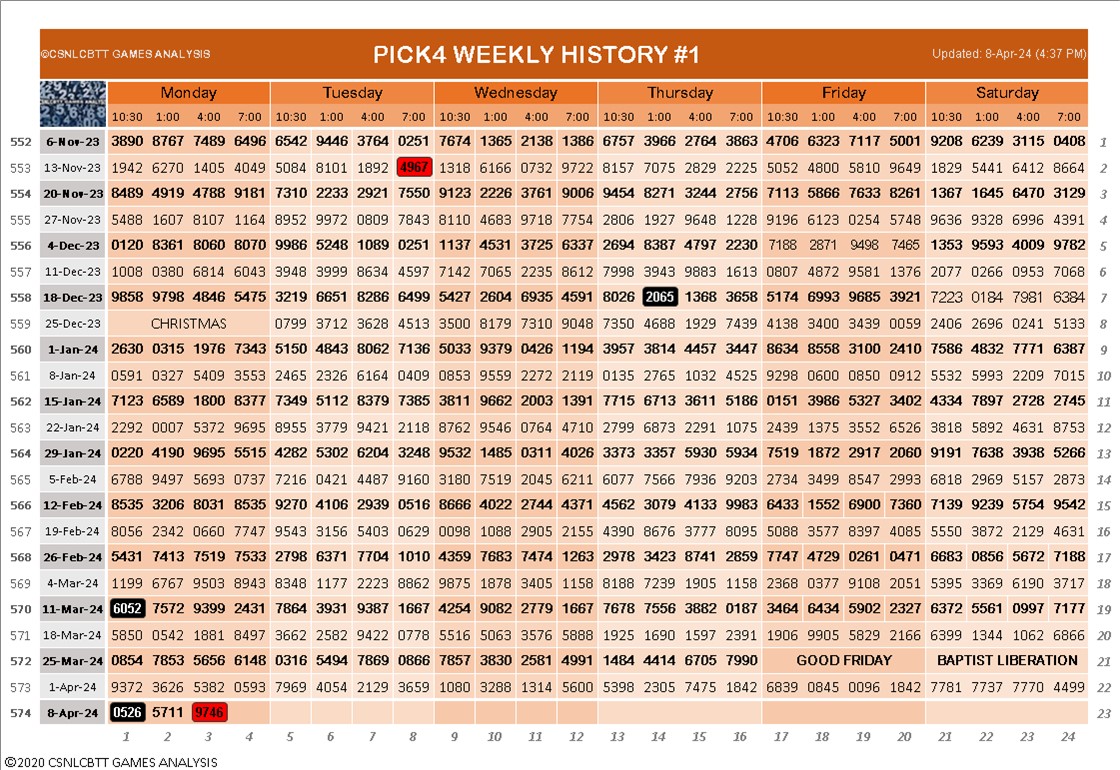 ©CSNLCBTT GAMES ANALYSIS PICK4 WEEKLY HISTORY #1 Updated: 8-Apr-24 (4:37 PM)
Monday Tuesday Wednesday Thursday Friday Saturday
10:30 1:00 4:00 7:00 10:30 1:00 4:00 7:00 10:30 1:00 4:00 7:00 10:30 1:00 4:00 7:00 10:30 1:00 4:00 7:00 10:30 1:00 4:00 7:00
552 6-Nov-23 3890 8767 7489 6496 6542 9446 3764 0251 7674 1365 2138 1386 6757 3966 2764 3863 4706 6323 7117 5001 9208 6239 3115 0408 1
553 13-Nov-23 1942 6270 1405 4049 5084 8101 1892 4967 1318 6166 0732 9722 8157 7075 2829 2225 5052 4800 5810 9649 1829 5441 6412 8664 2
554 20-Nov-23 8489 4919 4788 9181 7310 2233 2921 7550 9123 2226 3761 9006 9454 8271 3244 2756 7113 5866 7633 8261 1367 1645 6470 3129 3
555 27-Nov-23 5488 1607 8107 1164 8952 9972 0809 7843 8110 4683 9718 7754 2806 1927 9648 1228 9196 6123 0254 5748 9636 9328 6996 4391 4
556 4-Dec-23 0120 8361 8060 8070 9986 5248 1089 0251 1137 4531 3725 6337 2694 8387 4797 2230 7188 2871 9498 7465 1353 9593 4009 9782 5
557 11-Dec-23 1008 0380 6814 6043 3948 3999 8634 4597 7142 7065 2235 8612 7998 3943 9883 1613 0807 4872 9581 1376 2077 0266 0953 7068 6
558 18-Dec-23 9858 9798 4846 5475 3219 6651 8286 6499 5427 2604 6935 4591 8026 2065 1368 3658 5174 6993 9685 3921 7223 0184 7981 6384 7
559 25-Dec-23 CHRISTMAS 0799 3712 3628 4513 3500 8179 7310 9048 7350 4688 1929 7439 4138 3400 3439 0059 2406 2696 0241 5133 8
560 1-Jan-24 2630 0315 1976 7343 5150 4843 8062 7136 5033 9379 0426 1194 3957 3814 4457 3447 8634 8558 3100 2410 7586 4832 7771 6387 9
561 8-Jan-24 0591 0327 5409 3553 2465 2326 6164 0409 0853 9559 2272 2119 0135 2765 1032 4525 9298 0600 0850 0912 5532 5993 2209 7015 10
562 15-Jan-24 7123 6589 1800 8377 7349 5112 8379 7385 3811 9662 2003 1391 7715 6713 3611 5186 0151 3986 5327 3402 4334 7897 2728 2745 11
563 22-Jan-24 2292 0007 5372 9695 8955 3779 9421 2118 8762 9546 0764 4710 2799 6873 2291 1075 2439 1375 3552 6526 3818 5892 4631 8753 12
564 29-Jan-24 0220 4190 9695 5515 4282 5302 6204 3248 9532 1485 0311 4026 3373 3357 5930 5934 7519 1872 2917 2060 9191 7638 3938 5266 13
565 5-Feb-24 6788 9497 5693 0737 7216 0421 4487 9160 3180 7519 2045 6211 6077 7566 7936 9203 2734 3499 8547 2993 6818 2969 5157 2873 14
566 12-Feb-24 8535 3206 8031 8535 9270 4106 2939 0516 8666 4022 2744 4371 4562 3079 4133 9983 6433 1552 6900 7360 7139 9239 5754 9542 15
567 19-Feb-24 8056 2342 0660 7747 9543 3156 5403 0629 0098 1088 2905 2155 4390 8676 3777 8095 5088 3577 8397 4085 5550 3872 2129 4631 16
568 26-Feb-24 5431 7413 7519 7533 2798 6371 7704 1010 4359 7683 7474 1263 2978 3423 8741 2859 7747 4729 0261 0471 6683 0856 5672 7188 17
569 4-Mar-24 1199 6767 9503 8943 8348 1177 2223 8862 9875 1878 3405 1158 8188 7239 1905 1158 2368 0377 9108 2051 5395 3369 6190 3717 18
570 11-Mar-24 6052 7572 9399 2431 7864 3931 9387 1667 4254 9082 2779 1667 7678 7556 3882 0187 3464 6434 5902 2327 6372 5561 0997 7177 19
571 18-Mar-24 5850 0542 1881 8497 3662 2582 9422 0778 5516 5063 3576 5888 1925 1690 1597 2391 1906 9905 5829 2166 6399 1344 1062 6866 20
572 25-Mar-24 0854 7853 5656 6148 0316 5494 7869 0866 7857 3830 2581 4991 1484 4414 6705 7990 GOOD FRIDAY BAPTIST LIBERATION 21
573 1-Apr-24 9372 3626 5382 0593 7969 4054 2129 3659 1080 3288 1314 5600 5398 2305 7475 1842 6839 0845 0096 1842 7781 7737 7770 4499 22
574 8-Apr-24 0526 5711 9746 23
1 2 3 4 5 6 7 8 9 10 11 12 13 14 15 16 17 18 19 20 21 22 23 24
©2020 CSNLCBTT GAMES ANALYSIS